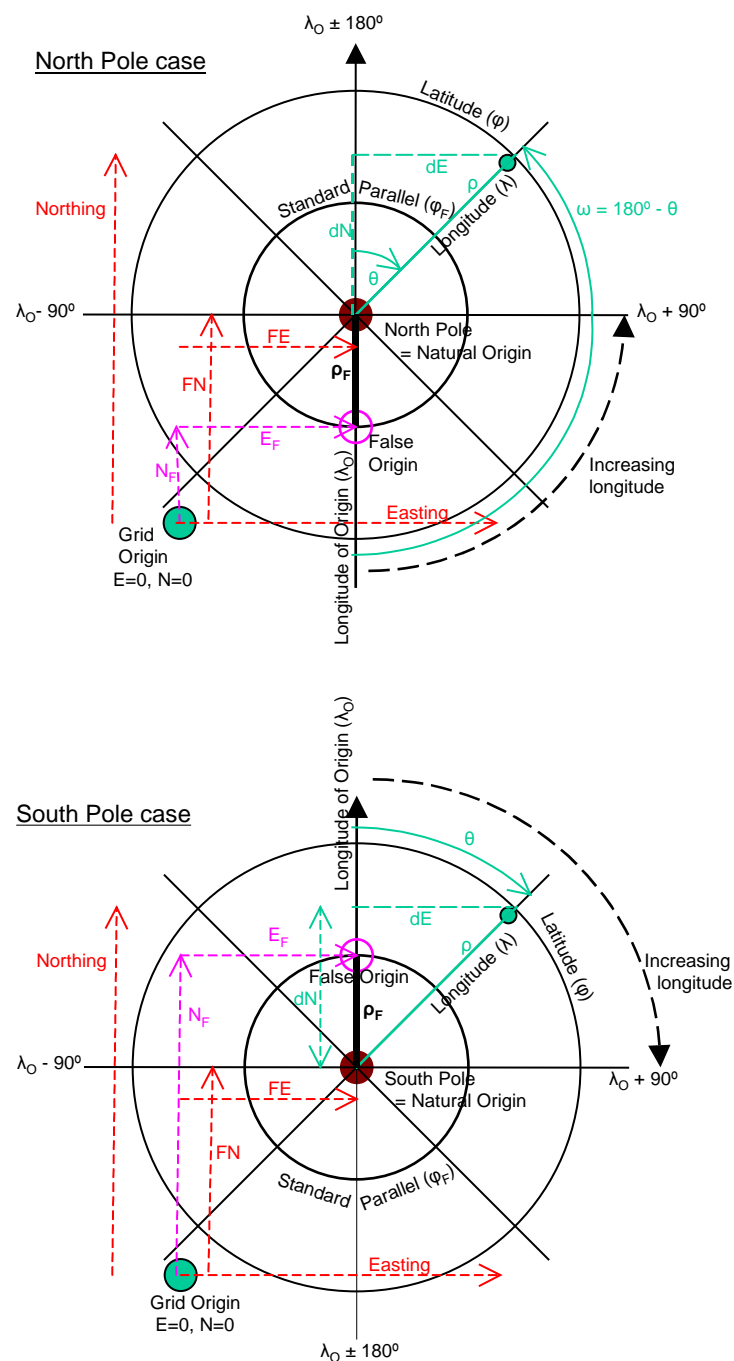 λO ± 180º
North Pole case
Latitude (φ)
dE
ρ
ω = 180º - θ
Standard Parallel (φF)
Longitude (λ)
Northing
dN
θ
λO- 90º
λO + 90º
North Pole
= Natural Origin
FE
ρF
FN
EF
False
Origin
NF
Increasing
longitude
Easting
Grid
Origin
E=0, N=0
Longitude of Origin (λO)
Longitude of Origin (λO)
South Pole case
θ
dE
Latitude (φ)
EF
ρ
Northing
Increasing
longitude
False Origin
Longitude (λ)
dN
ρF
NF
λO - 90º
λO + 90º
South Pole
= Natural Origin
FE
FN
Standard Parallel (φF)
Easting
Grid Origin
E=0, N=0
λO ± 180º